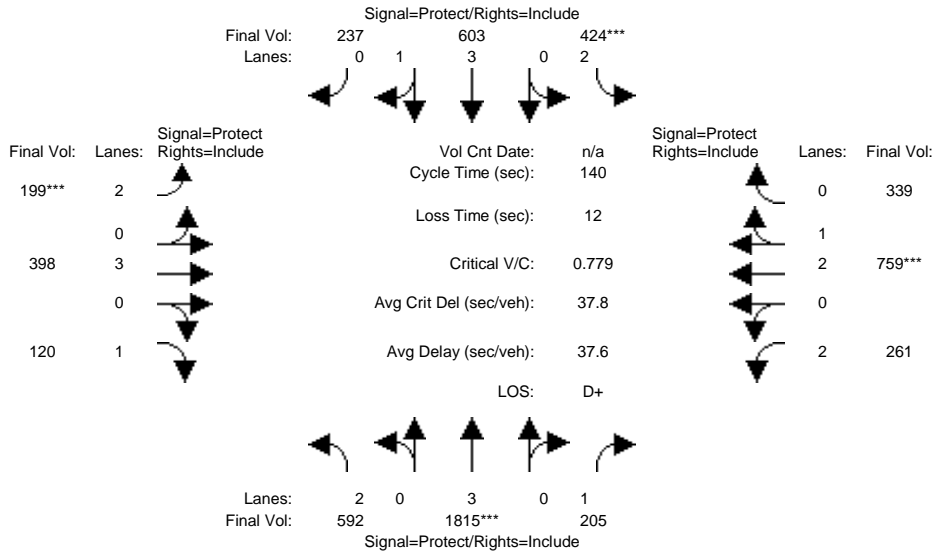 Signal=Protect/Rights=Include
Final Vol: 237 603 424***
Lanes: 0 1 3 0 2
Signal=Protect
Final Vol: Lanes: Rights=Include
Vol Cnt Date: n/a
Signal=Protect
Rights=Include Lanes: Final Vol:
Cycle Time (sec): 140
199*** 2
0 339
Loss Time (sec): 12
0
1
398 3
Critical V/C: 0.779
2 759***
0
Avg Crit Del (sec/veh): 37.8
0
120 1
Avg Delay (sec/veh): 37.6
2 261
LOS: D+
Lanes: 2 0 3 0 1
Final Vol: 592 1815*** 205
Signal=Protect/Rights=Include